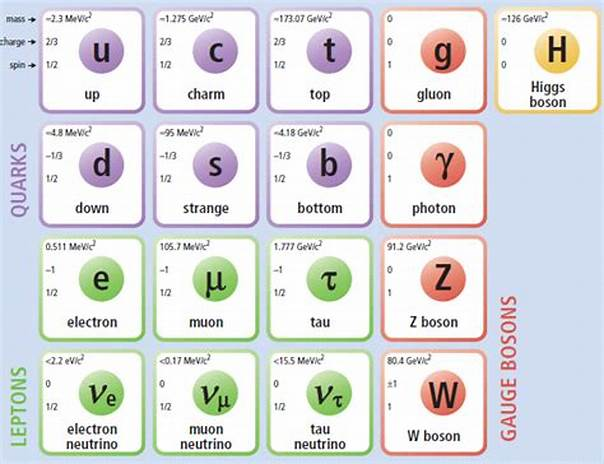 mass → ≈2.3 MeV/c²
charge → 2/3
spin → 1/2
u
up
≈1.275 GeV/c²
2/3
1/2
c
charm
≈173.07 GeV/c²
2/3
1/2
t
top
0
0
1
g
gluon
≈126 GeV/c²
0
0
H
Higgs
boson
QUARKS
≈4.8 MeV/c²
-1/3
1/2
d
down
≈95 MeV/c²
-1/3
1/2
s
strange
≈4.18 GeV/c²
-1/3
1/2
b
bottom
0
0
1
γ
photon
0.511 MeV/c²
-1
1/2
e
electron
105.7 MeV/c²
-1
1/2
μ
muon
1.777 GeV/c²
-1
1/2
τ
tau
91.2 GeV/c²
0
1
Z
Z boson
LEPTONS
<2.2 eV/c²
0
1/2
νe
electron
neutrino
<0.17 MeV/c²
0
1/2
νμ
muon
neutrino
<15.5 MeV/c²
0
1/2
ντ
tau
neutrino
80.4 GeV/c²
±1
1
W
W boson
GAUGE BOSONS